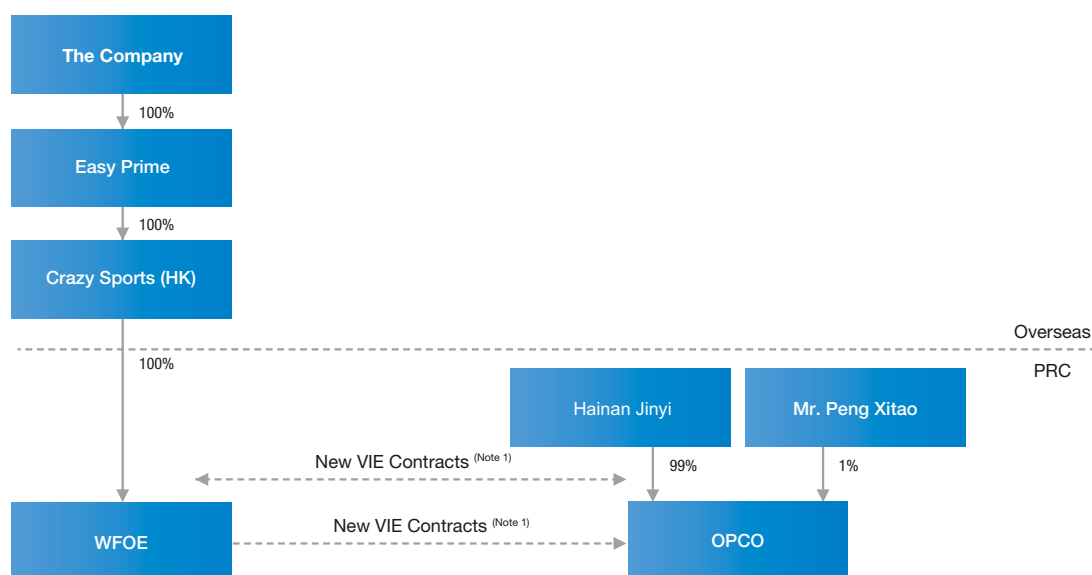 The Company
100%
Easy Prime
100%
Crazy Sports (HK)
Overseas
100%
PRC
Hainan Jinyi
Mr. Peng Xitao
New VIE Contracts (Note 1)
99%
1%
WFOE
New VIE Contracts (Note 1)
OPCO